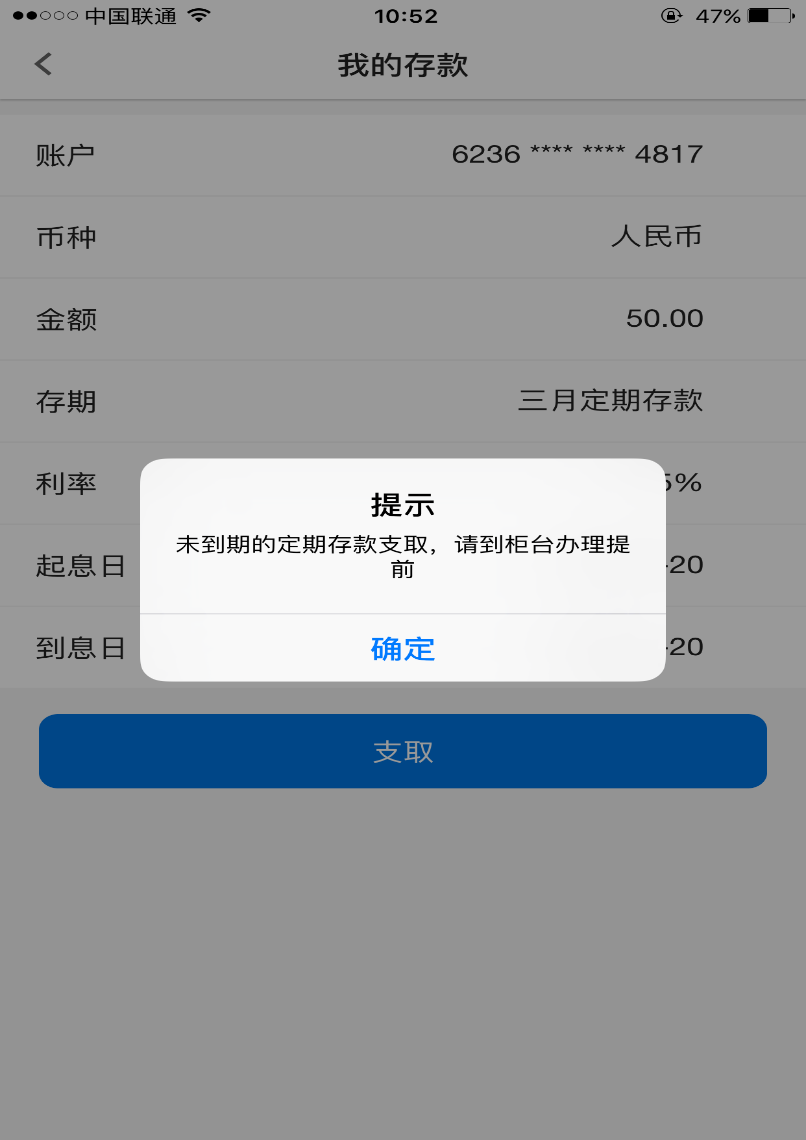 中国联通 10:52 47%
我的存款
账户 6236 **** **** 4817
币种 人民币
金额 50.00
存期 三月定期存款
利率 %
提示
未到期的定期存款支取，请到柜台办理提
前
起息日 -20
确定
到息日 -20
支取